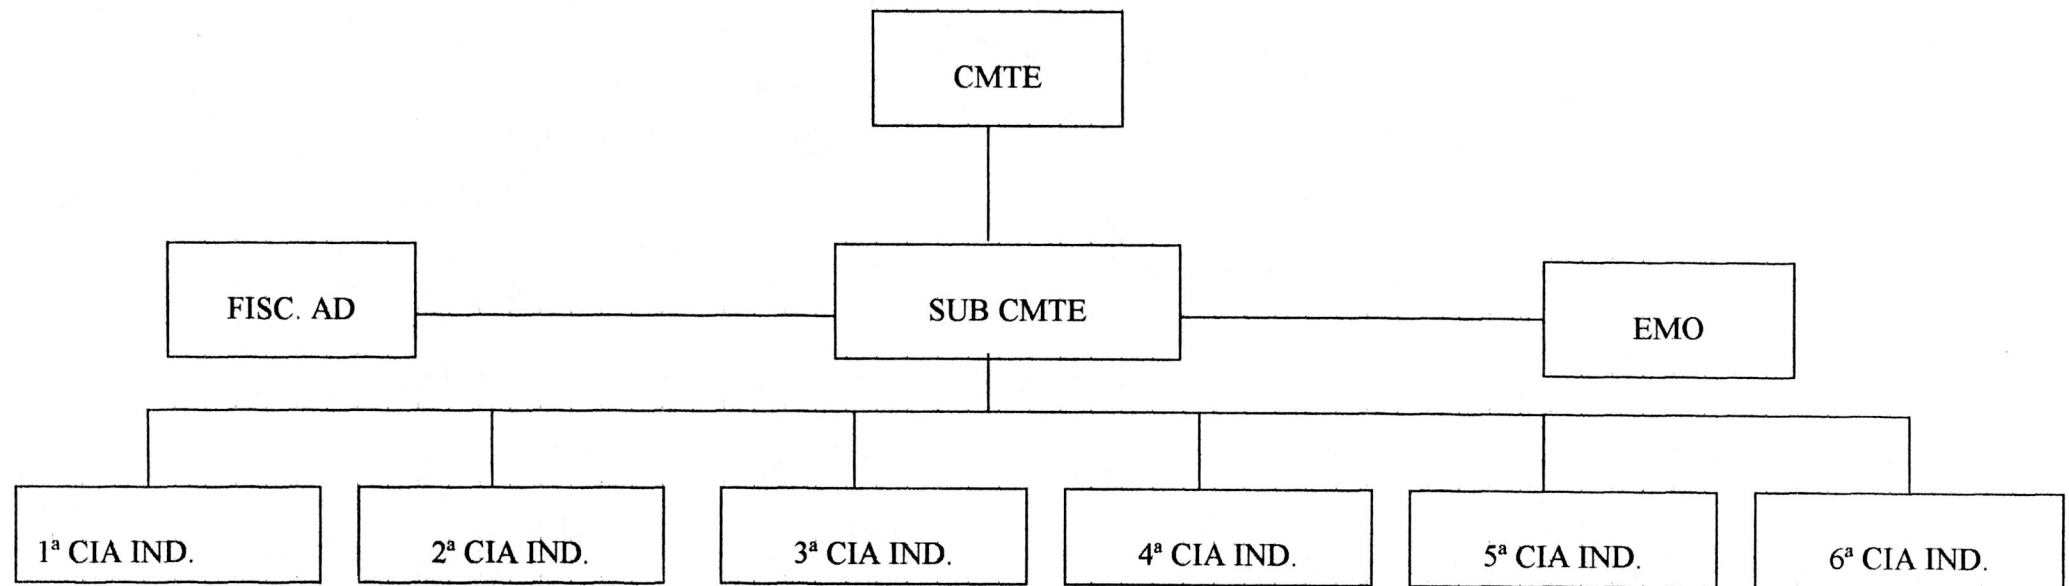 CMTE
FISC. AD
SUB CMTE
EMO
1ª CIA IND.
2ª CIA IND.
3ª CIA IND.
4ª CIA IND.
5ª CIA IND.
6ª CIA IND.